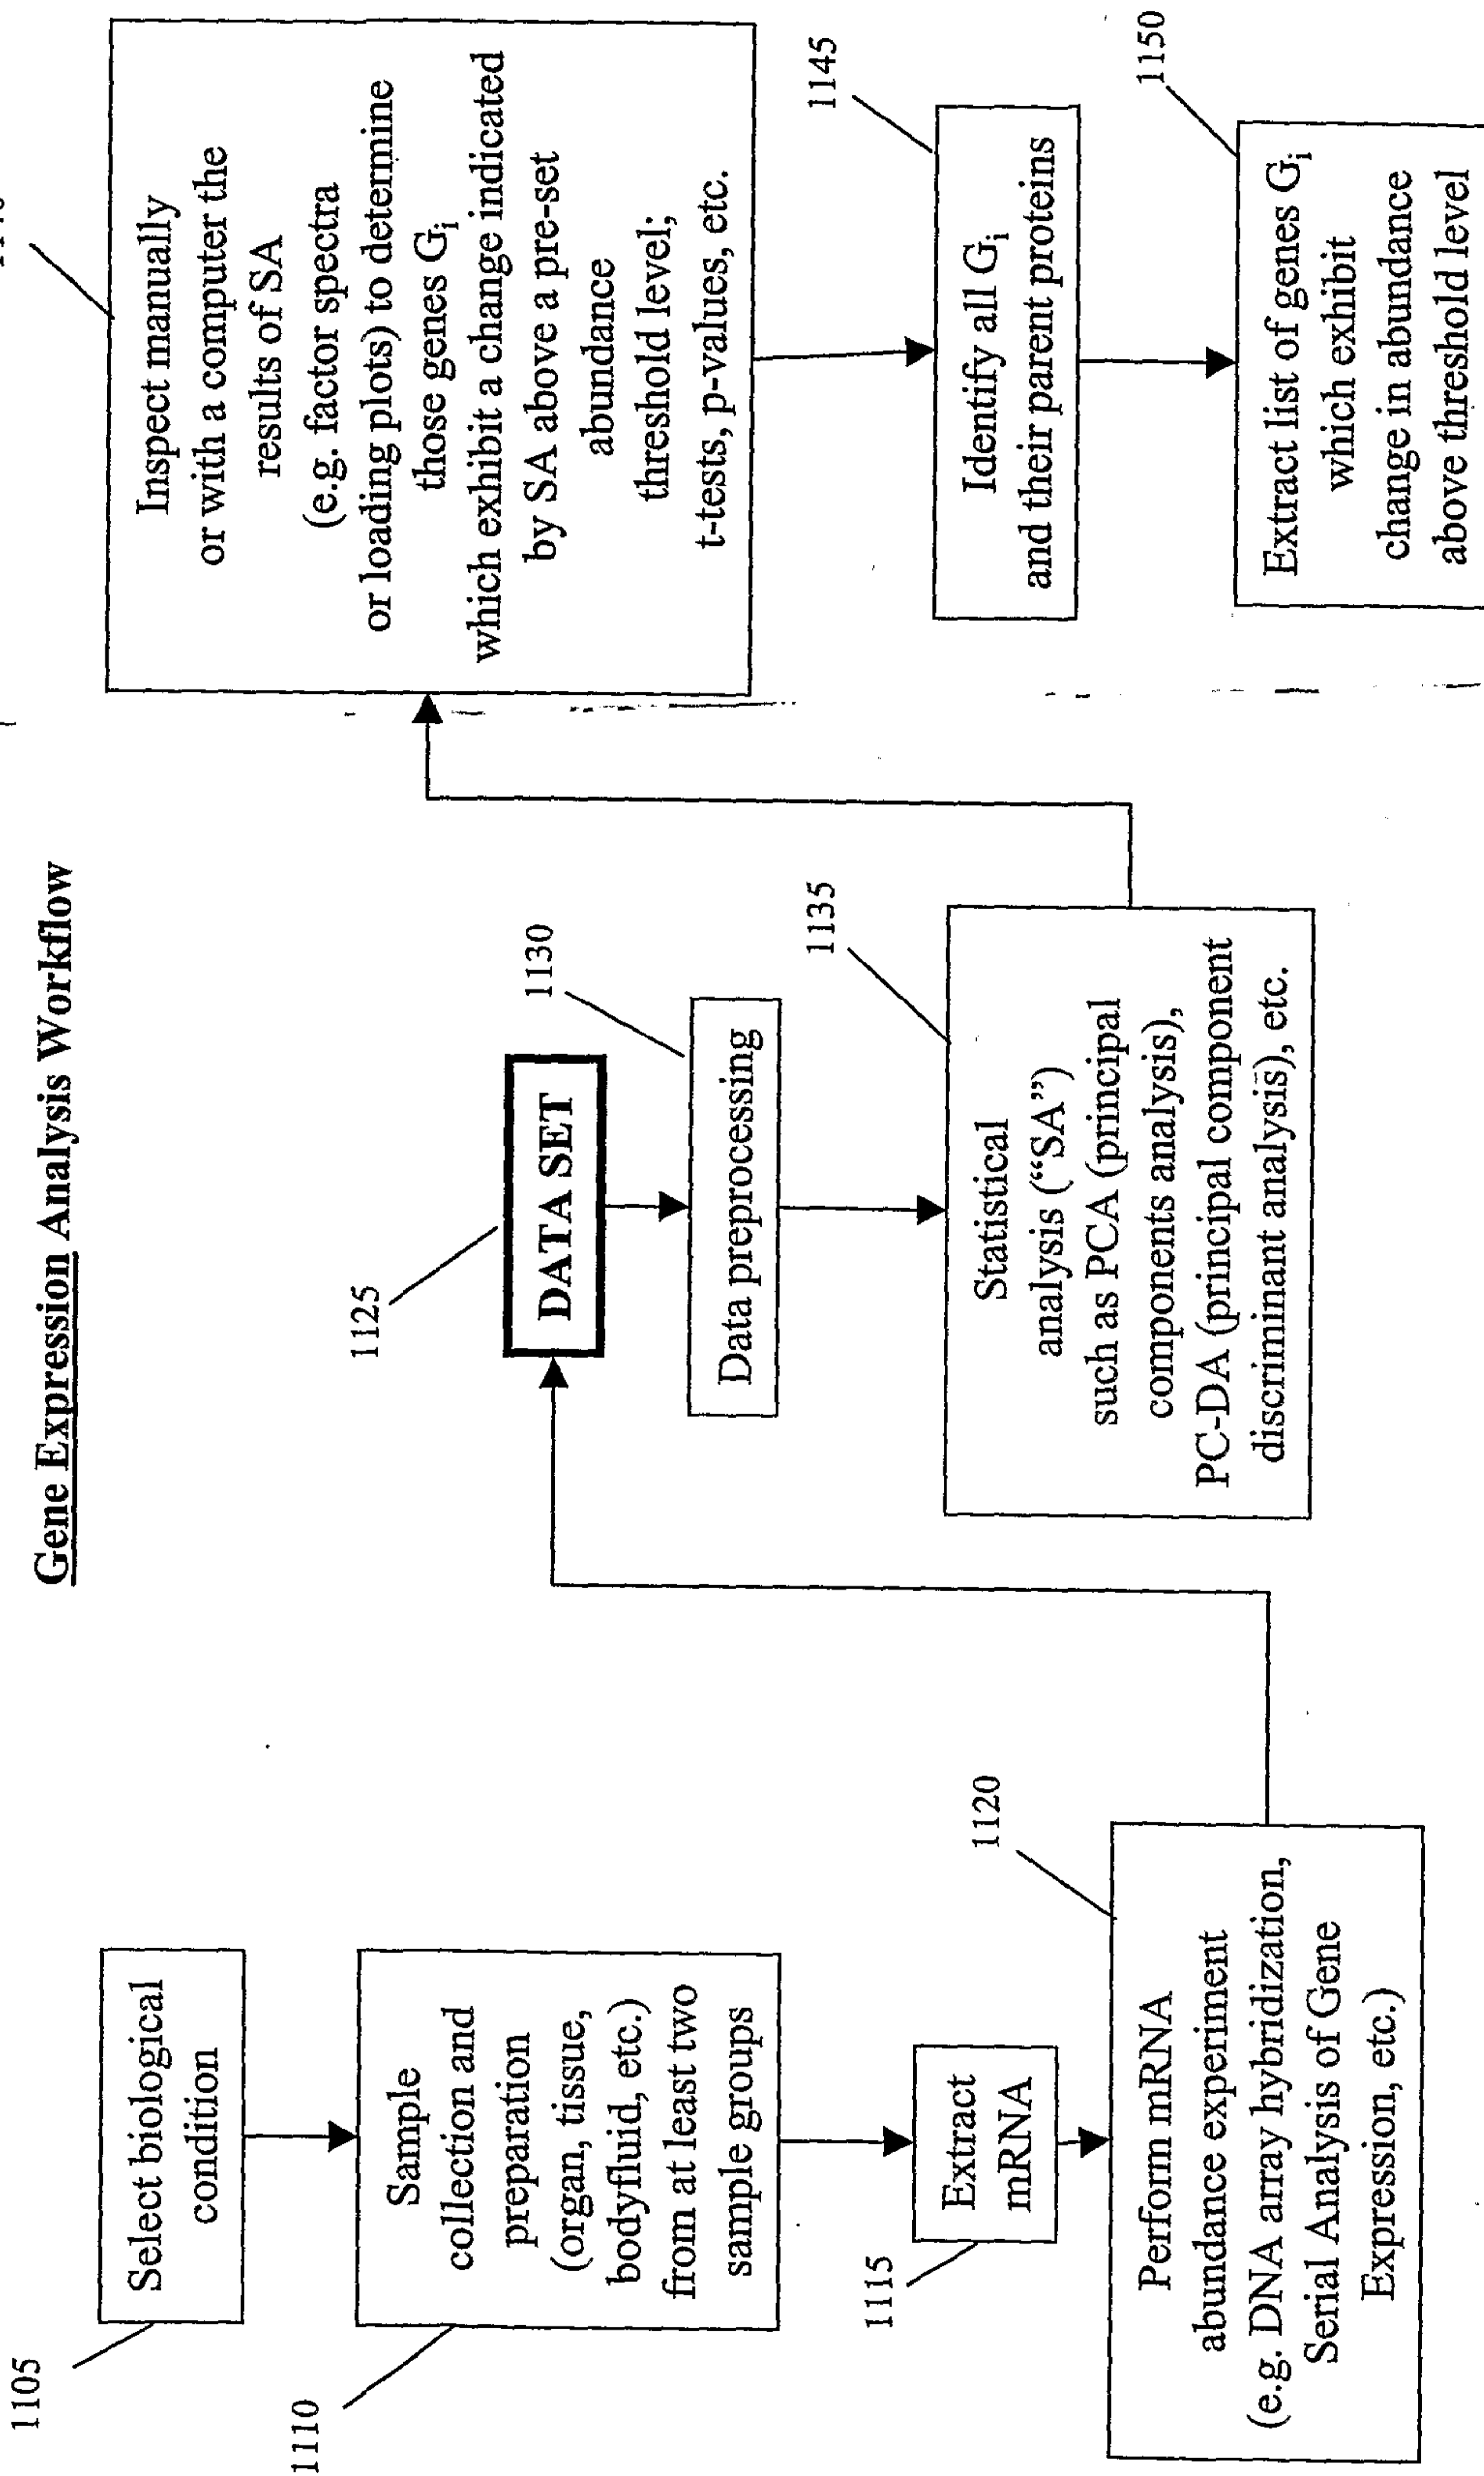 Gene Expression Analysis Workflow
1105
Select biological
condition
1110
Sample
collection and
preparation
(organ, tissue,
bodyfluid, etc.)
from at least two
sample groups
1115
Extract
mRNA
1120
Perform mRNA
abundance experiment
(e.g. DNA array hybridization,
Serial Analysis of Gene
Expression, etc.)
1125
DATA SET
1130
Data preprocessing
1135
Statistical
analysis (“SA”)
such as PCA (principal
components analysis),
PC-DA (principal component
discriminant analysis), etc.
Inspect manually
or with a computer the
results of SA
(e.g. factor spectra
or loading plots) to determine
those genes Gi
which exhibit a change indicated
by SA above a pre-set
abundance
threshold level;
t-tests, p-values, etc.
1145
Identify all Gi
and their parent proteins
1150
Extract list of genes Gi
which exhibit
change in abundance
above threshold level